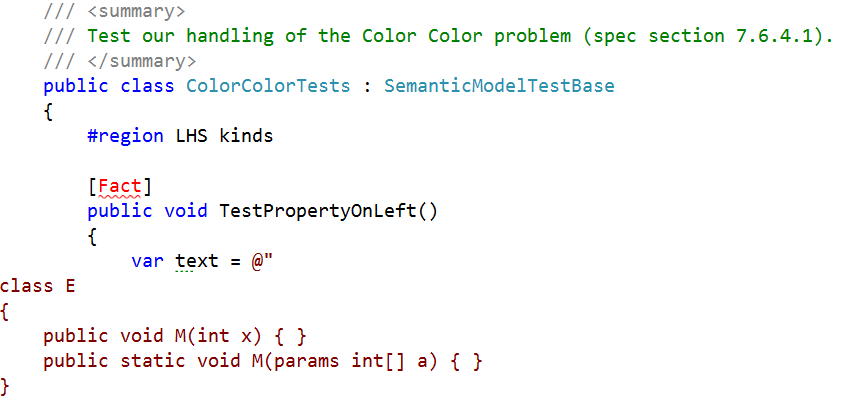 /// <summary>
/// Test our handling of the Color Color problem (spec section 7.6.4.1).
/// </summary>
public class ColorColorTests : SemanticModelTestBase
{
#region LHS kinds
[Fact]
public void TestPropertyOnLeft()
{
var text = @"
class E
{
public void M(int x) { }
public static void M(params int[] a) { }
}